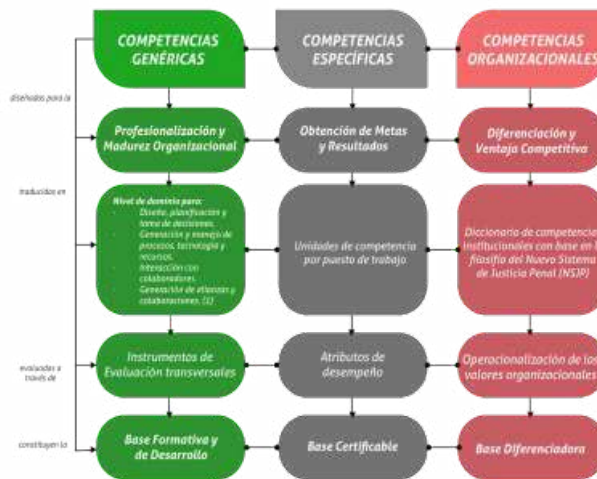 COMPETENCIAS
GENÉRICAS
COMPETENCIAS
ESPECÍFICAS
COMPETENCIAS
ORGANIZACIONALES
diseñadas para la
Profesionalización y
Madurez Organizacional
Obtención de Metas
y Resultados
Diferenciación y
Ventaja Competitiva
traducidas en
Nivel de dominio para:
Diseño, planificación y
toma de decisiones.
Generación y manejo de
procesos, tecnología y
recursos.
Interacción con
colaboradores.
Generación de alianzas y
colaboraciones. (1)
Unidades de competencia
por puesto de trabajo
Diccionario de competencia
institucionales con base en l
filosofía del Nuevo Sistema
de Justicia Penal (NSJP)
evaluadas a
través de
Instrumentos de
Evaluación transversales
Atributos de
desempeño
Operacionalización de los
valores organizacionales
constituyen la
Base Formativa y
de Desarrollo
Base Certificable
Base Diferenciadora